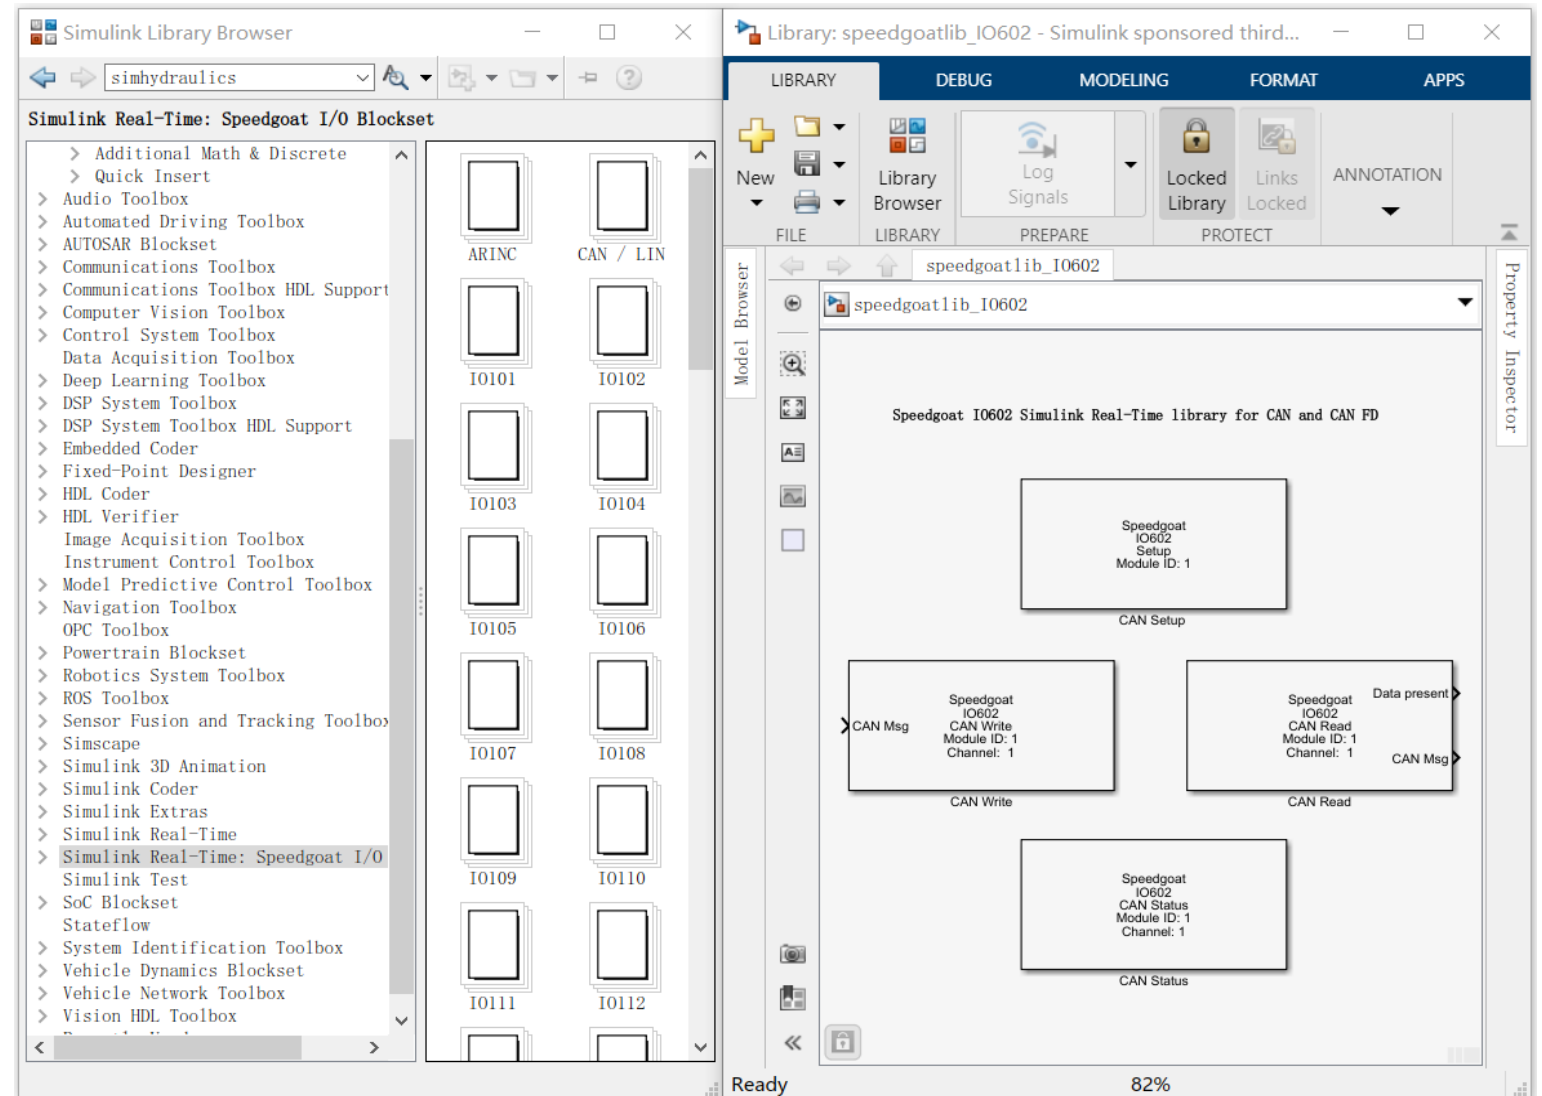 Simulink Library Browser
simhydraulics
Simulink Real-Time: Speedgoat I/O Blockset
Additional Math & Discrete
Quick Insert
Audio Toolbox
Automated Driving Toolbox
AUTOSAR Blockset
Communications Toolbox
Communications Toolbox HDL Support
Computer Vision Toolbox
Control System Toolbox
Data Acquisition Toolbox
Deep Learning Toolbox
DSP System Toolbox
DSP System Toolbox HDL Support
Embedded Coder
Fixed-Point Designer
HDL Coder
HDL Verifier
Image Acquisition Toolbox
Instrument Control Toolbox
Model Predictive Control Toolbox
Navigation Toolbox
OPC Toolbox
Powertrain Blockset
Robotics System Toolbox
ROS Toolbox
Sensor Fusion and Tracking Toolbox
Simscape
Simulink 3D Animation
Simulink Coder
Simulink Extras
Simulink Real-Time
Simulink Real-Time: Speedgoat I/O
Simulink Test
SoC Blockset
Stateflow
System Identification Toolbox
Vehicle Dynamics Blockset
Vehicle Network Toolbox
Vision HDL Toolbox
ARINC CAN / LIN
IO101 IO102
IO103 IO104
IO105 IO106
IO107 IO108
IO109 IO110
IO111 IO112
Library: speedgoatlib_IO602 - Simulink sponsored third...
LIBRARY DEBUG MODELING FORMAT APPS
New
Library
Browser
Log
Signals
Locked
Library
Links
Locked
ANNOTATION
FILE LIBRARY PREPARE PROTECT
Model Browser
speedgoatlib_IO602
speedgoatlib_IO602
Property Inspector
Speedgoat IO602 Simulink Real-Time library for CAN and CAN FD
Speedgoat
IO602
Setup
Module ID: 1
CAN Setup
CAN Msg
Speedgoat
IO602
CAN Write
Module ID: 1
Channel: 1
CAN Write
Speedgoat
IO602
CAN Read
Module ID: 1
Channel: 1
Data present
CAN Msg
CAN Read
Speedgoat
IO602
CAN Status
Module ID: 1
Channel: 1
CAN Status
Ready
82%